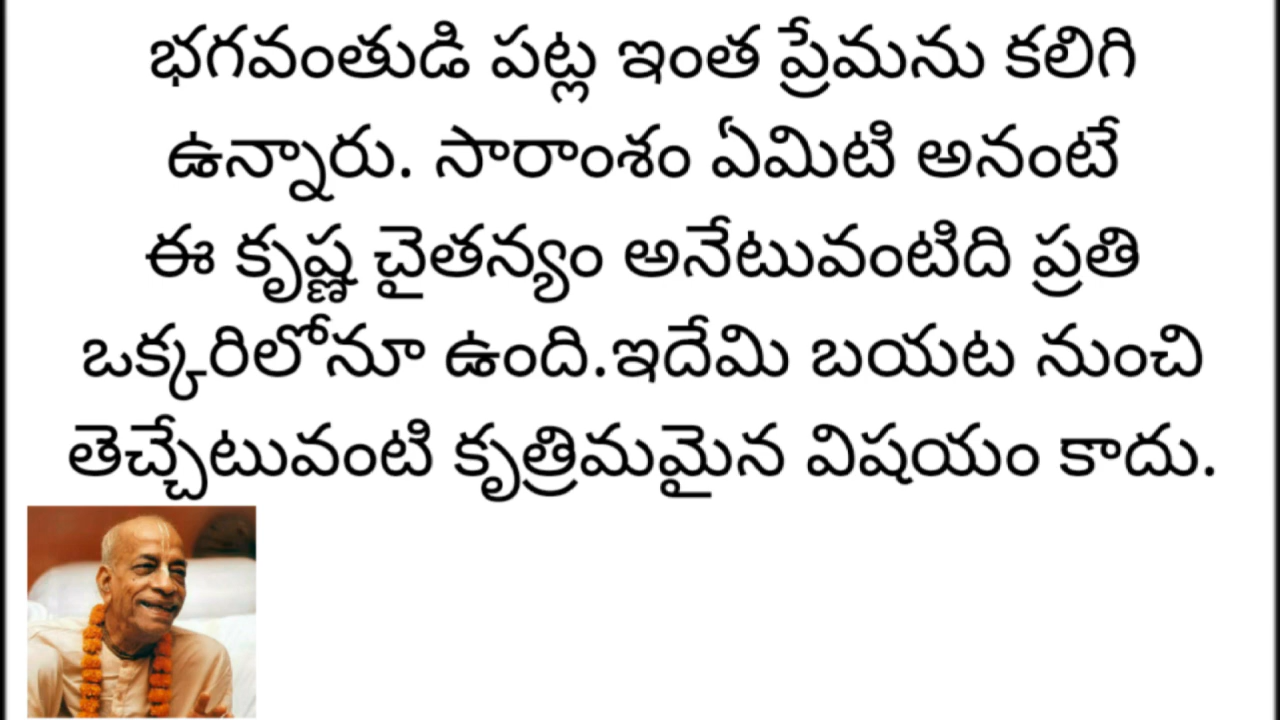 భగవంతుడి పట్ల ఇంత ప్రేమను కలిగి
ఉన్నారు. సారాంశం ఏమిటి అనంటే
ఈ కృష్ణ చైతన్యం అనేటువంటిది ప్రతి
ఒక్కరిలోనూ ఉంది.ఇదేమి బయట నుంచి
తెచ్చేటువంటి కృత్రిమమైన విషయం కాదు.